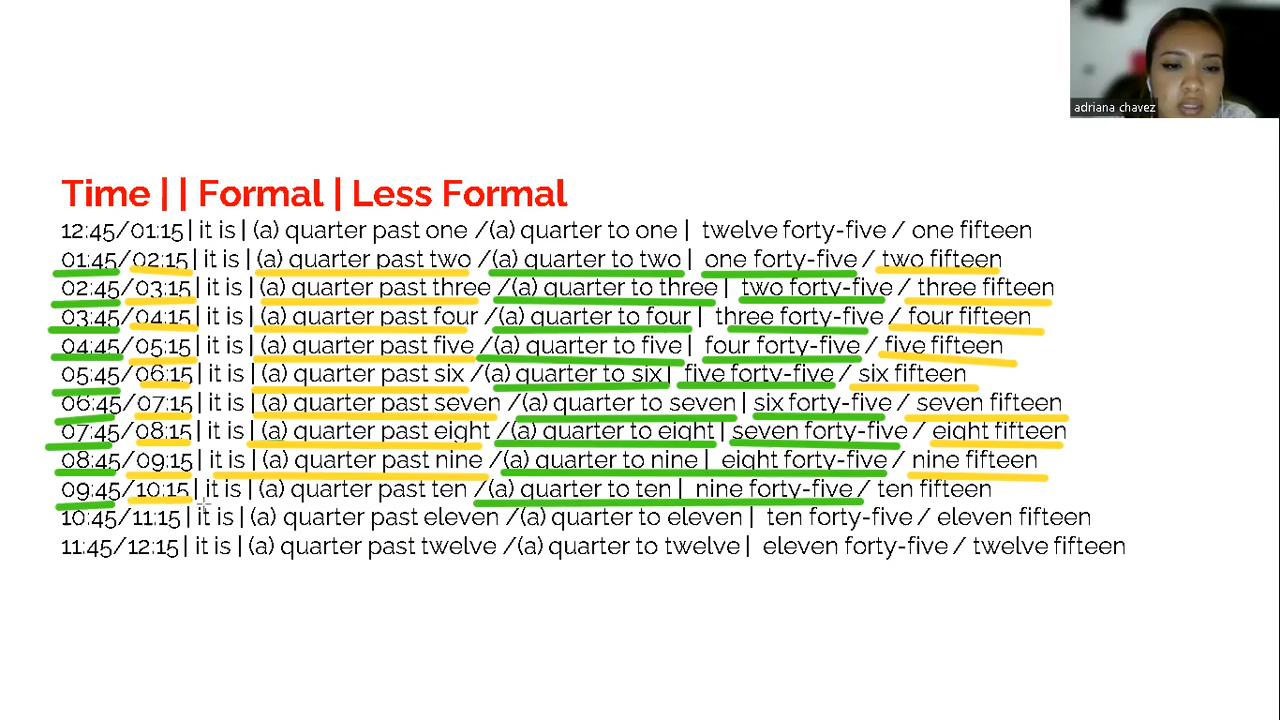 adriana chavez
Time | | Formal | Less Formal
12:45/01:15| it is | (a) quarter past one /(a) quarter to one | twelve forty-five / one fifteen
01:45/02:15| it is | (a) quarter past two /(a) quarter to two | one forty-five / two fifteen
02:45/03:15| it is | (a) quarter past three /(a) quarter to three | two forty-five / three fifteen
03:45/04:15| it is | (a) quarter past four /(a) quarter to four | three forty-five / four fifteen
04:45/05:15| it is | (a) quarter past five /(a) quarter to five | four forty-five / five fifteen
05:45/06:15| it is | (a) quarter past six /(a) quarter to six| five forty-five / six fifteen
06:45/07:15| it is | (a) quarter past seven /(a) quarter to seven | six forty-five / seven fifteen
07:45/08:15| it is | (a) quarter past eight /(a) quarter to eight | seven forty-five / eight fifteen
08:45/09:15| it is | (a) quarter past nine /(a) quarter to nine | eight forty-five / nine fifteen
09:45/10:15| it is | (a) quarter past ten /(a) quarter to ten | nine forty-five / ten fifteen
10:45/11:15| it is | (a) quarter past eleven /(a) quarter to eleven | ten forty-five / eleven fifteen
11:45/12:15| it is | (a) quarter past twelve /(a) quarter to twelve | eleven forty-five / twelve fifteen